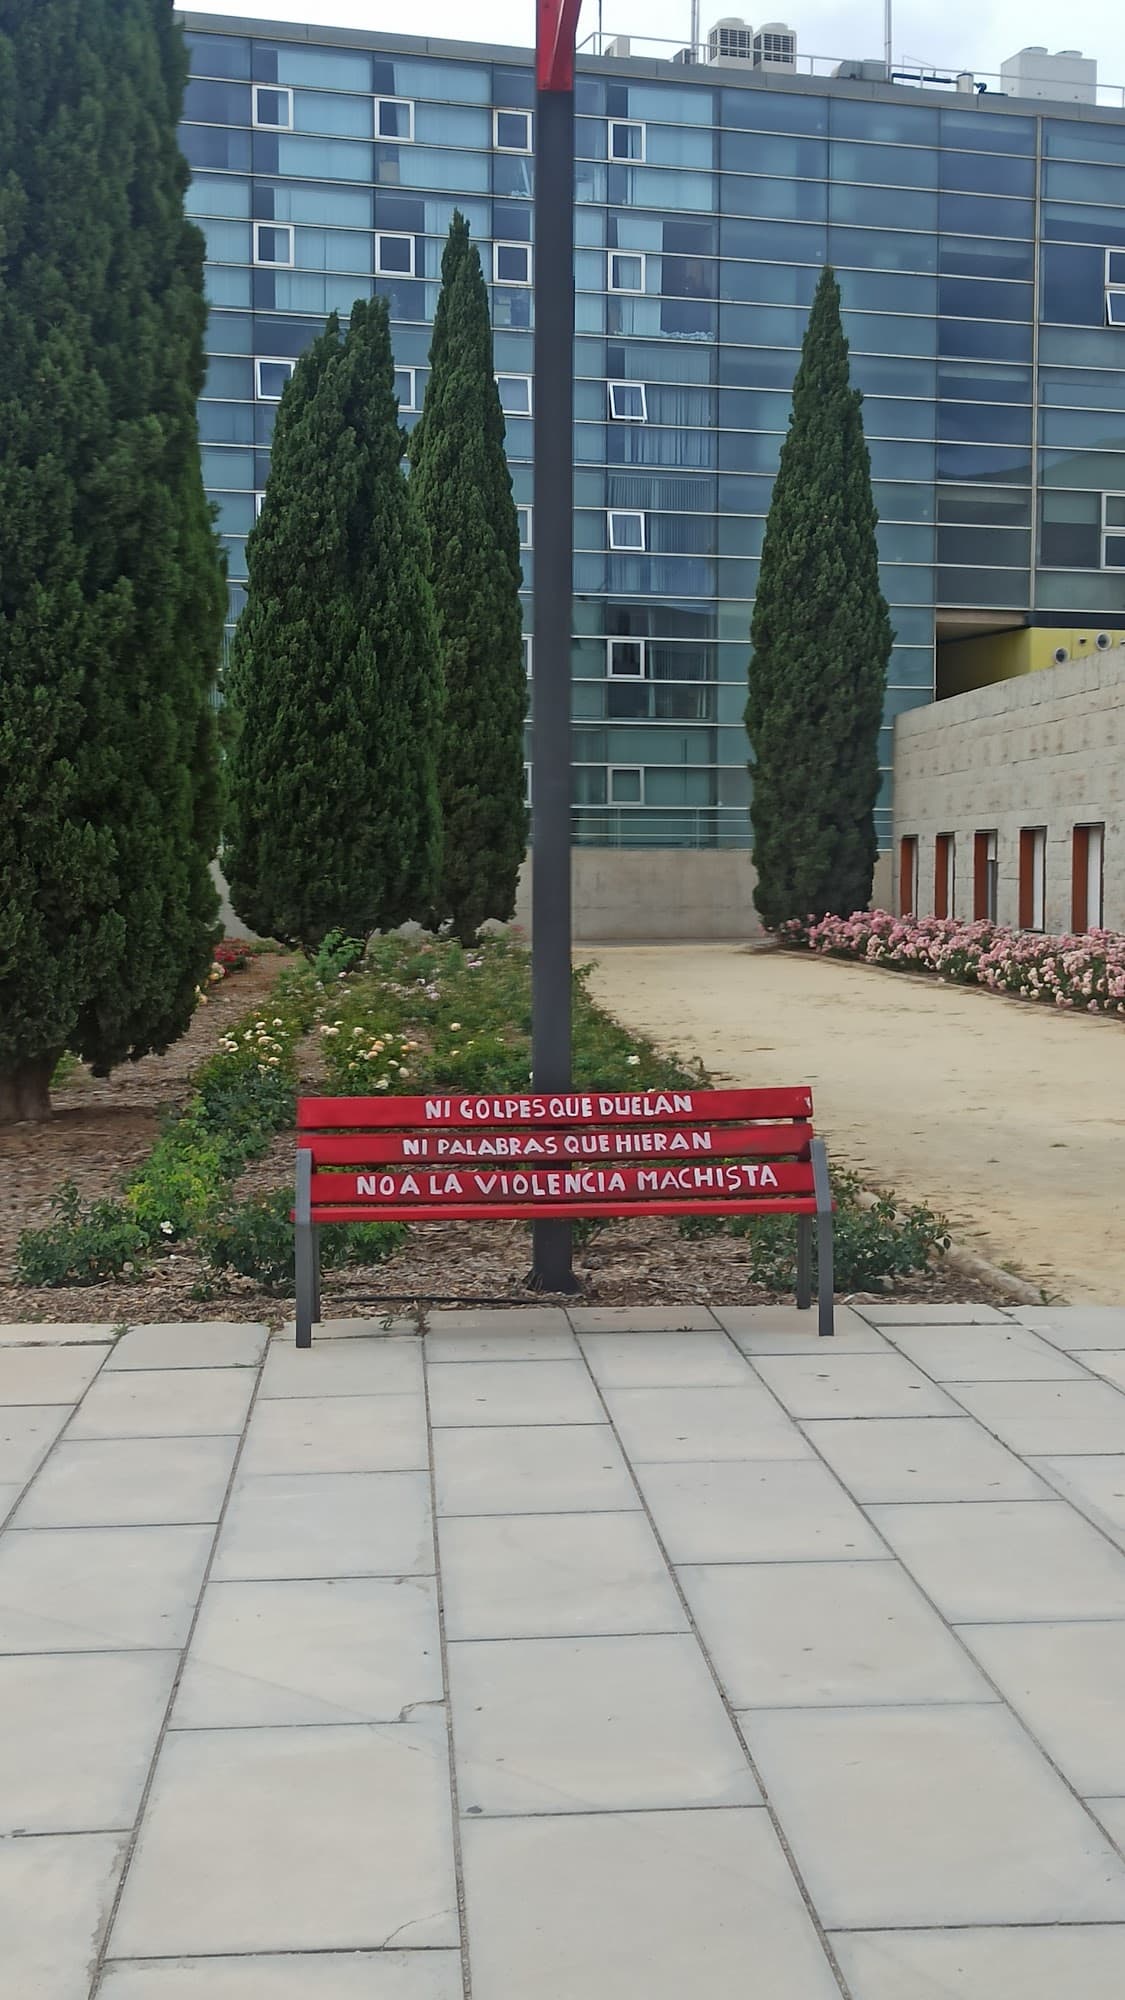 NI GOLPES QUE DUELAN
NI PALABRAS QUE HIERAN
NO A LA VIOLENCIA MACHISTA